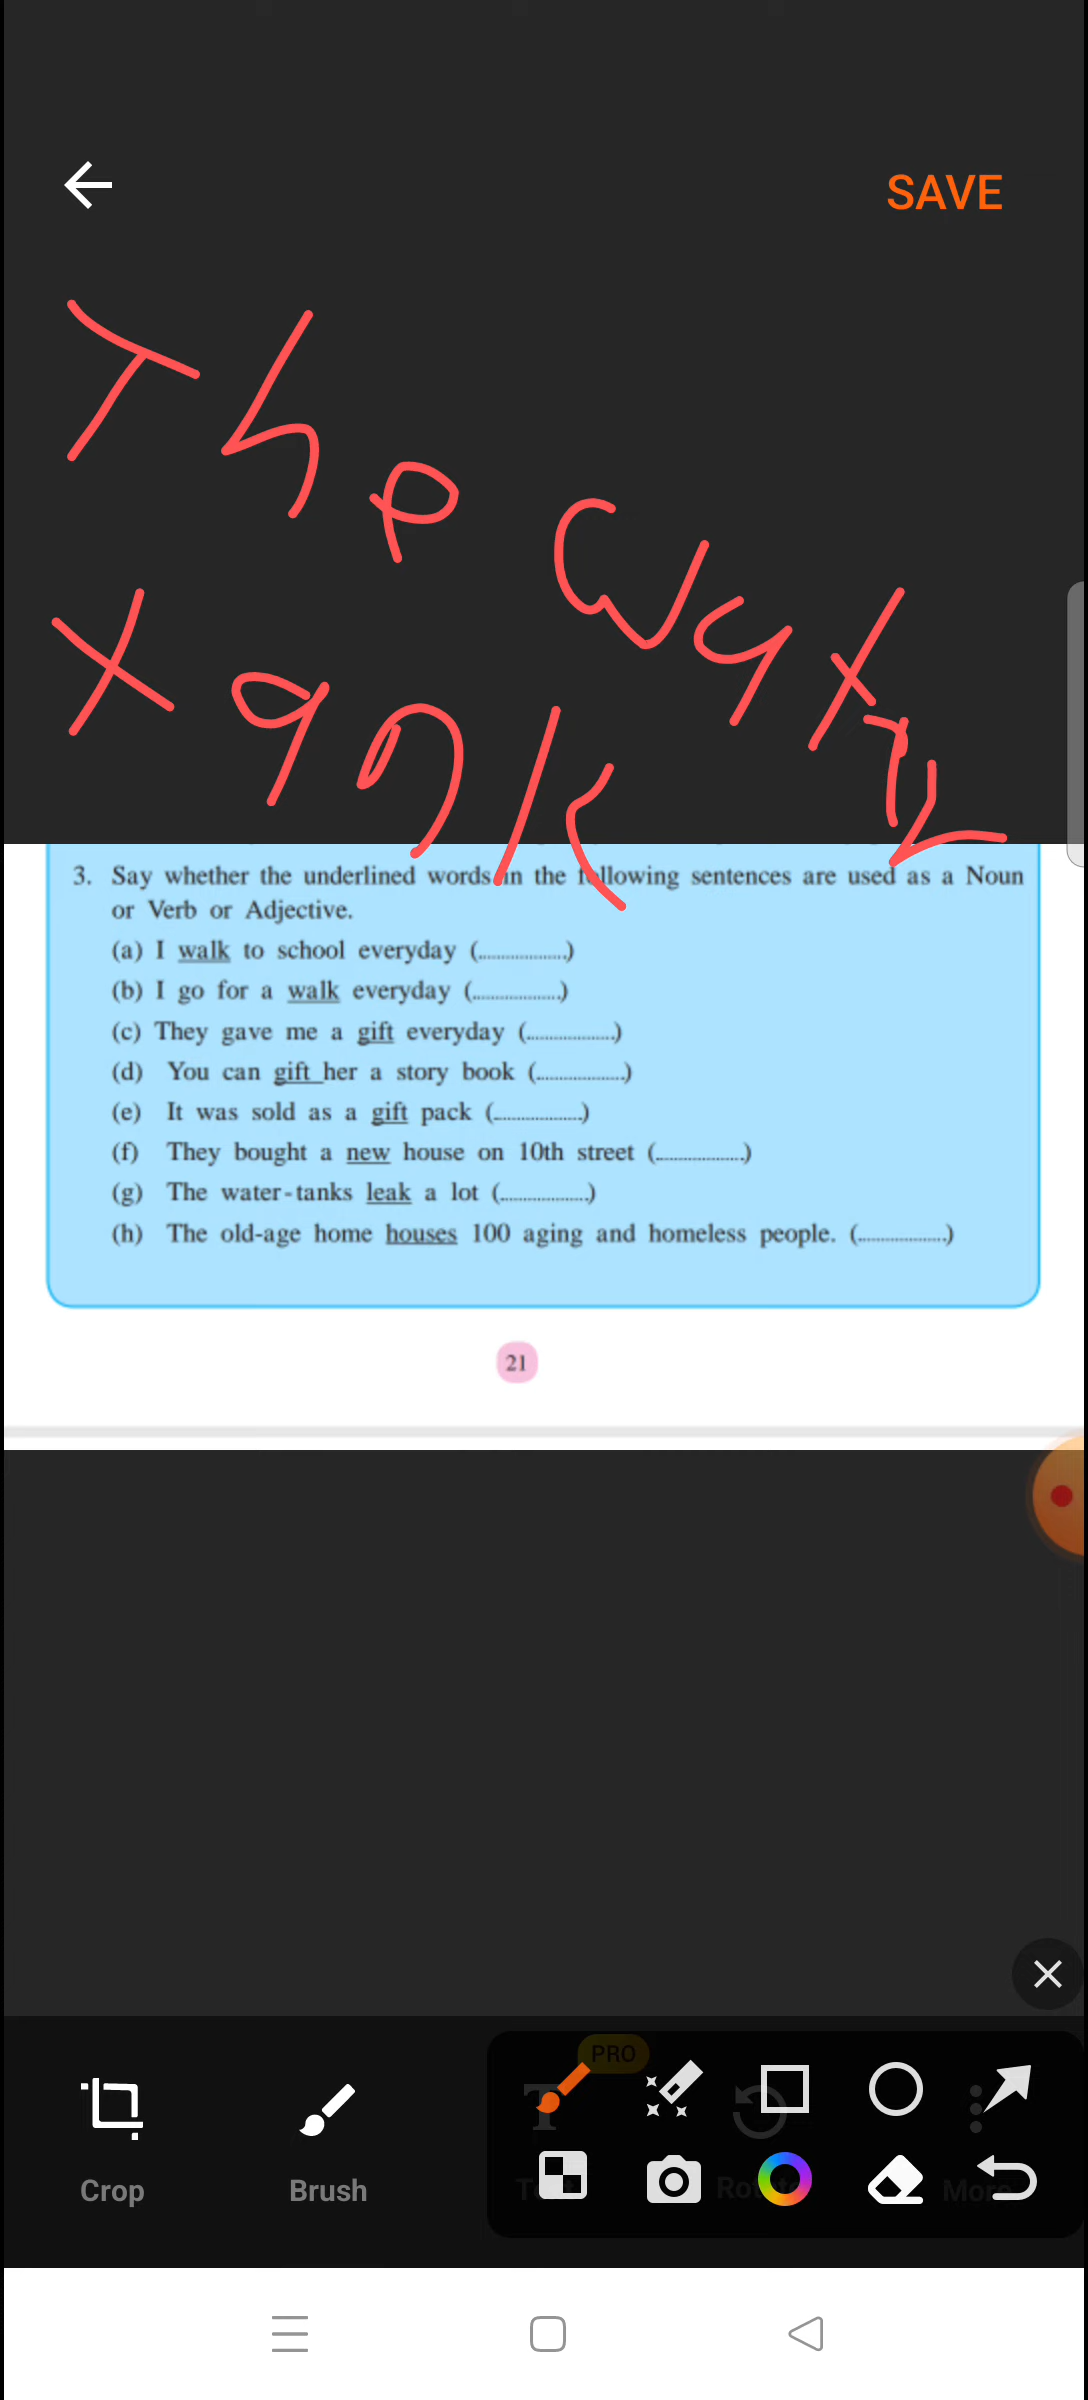 SAVE
The water
tank
3. Say whether the underlined words in the following sentences are used as a Noun
or Verb or Adjective.
(a) I walk to school everyday (..................)
(b) I go for a walk everyday (..................)
(c) They gave me a gift everyday (..................)
(d) You can gift her a story book (..................)
(e) It was sold as a gift pack (..................)
(f) They bought a new house on 10th street (..................)
(g) The water-tanks leak a lot (..................)
(h) The old-age home houses 100 aging and homeless people. (..................)
21
PRO
Crop Brush More